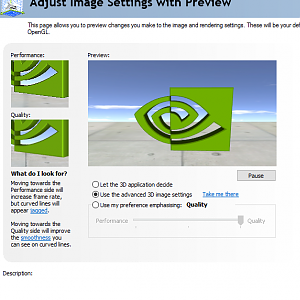 Adjust Image Settings with Preview
This page allows you to preview changes you make to the image and rendering settings. These will be your
OpenGL.
Performance:
Preview:
Quality:
What do I look for?
Moving towards
the Performance side will
increase frame rate,
but curved lines will
appear jagged.
Moving towards the
Quality side will improve
the smoothness you
can see on curved lines.
Pause
Let the 3D application decide
Use the advanced 3D image settings Take me there
Use my preference emphasising: Quality
Performance Quality
Description: